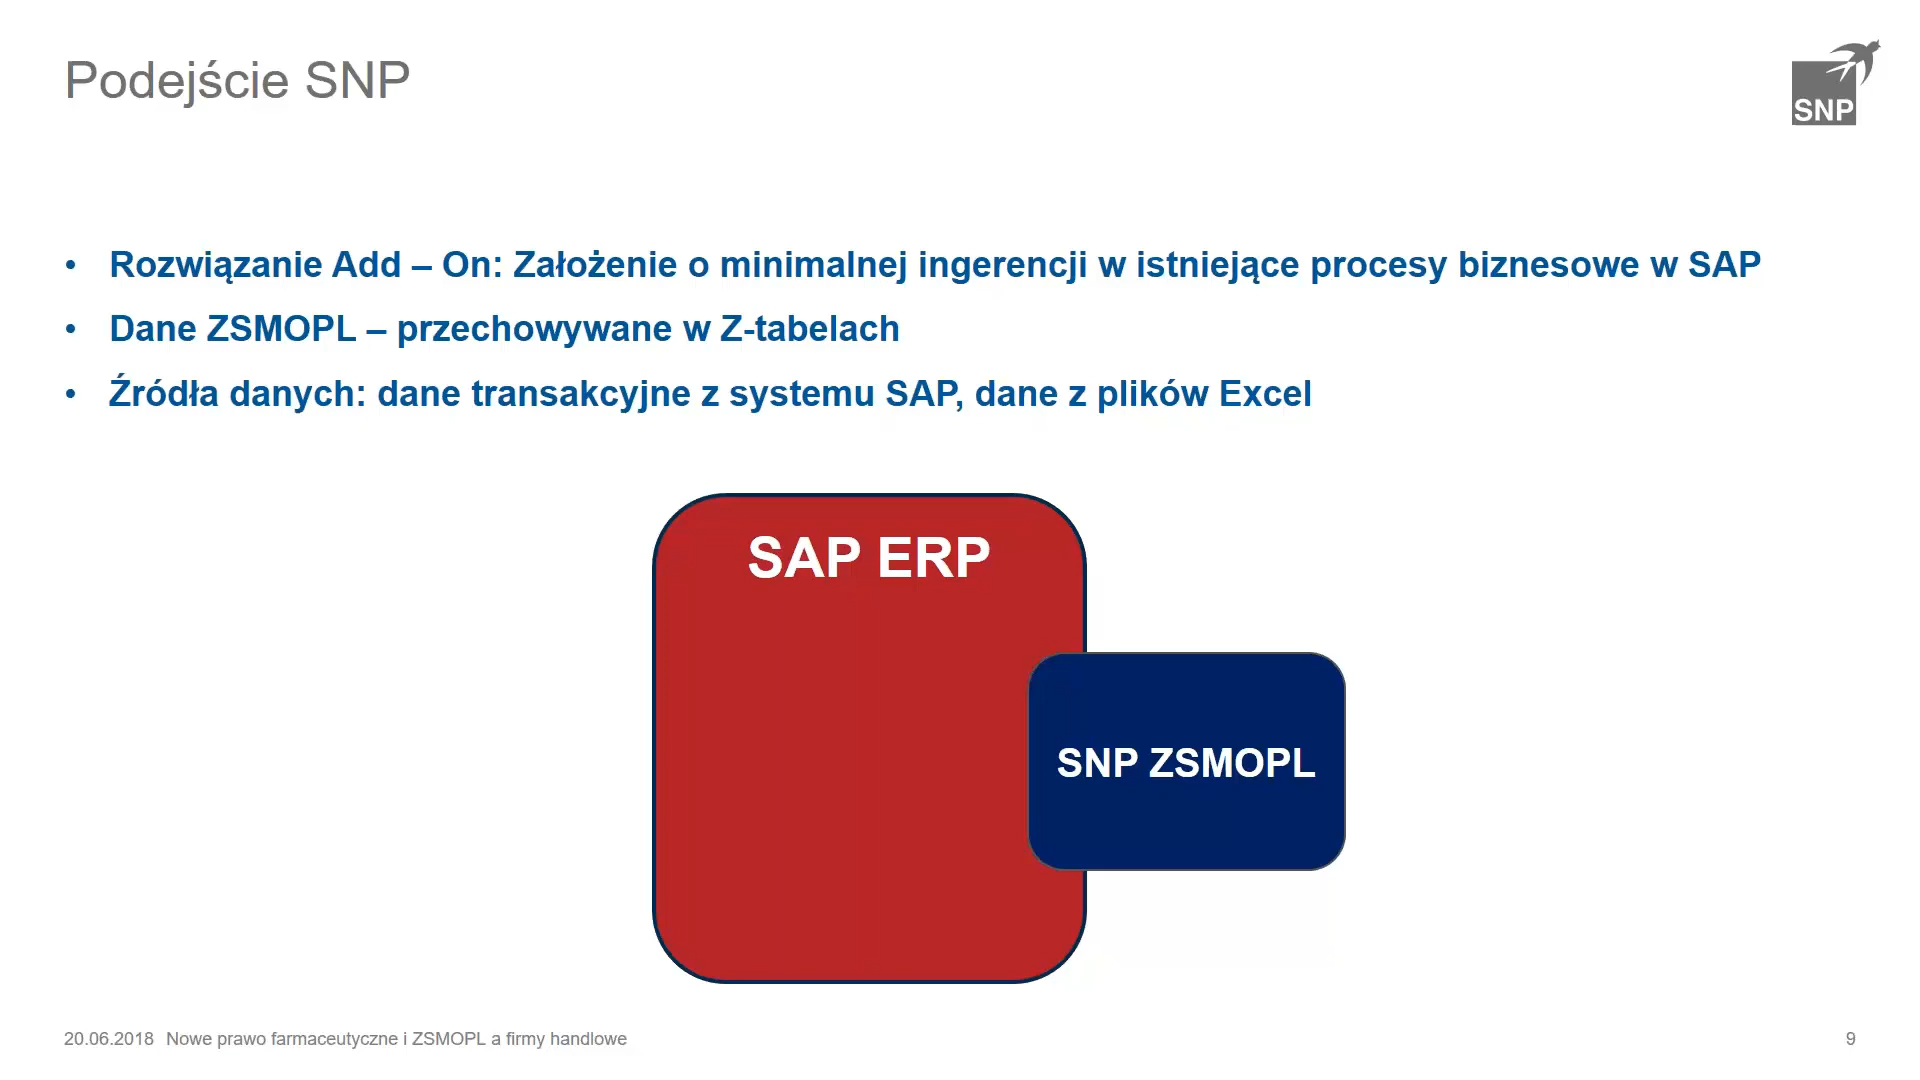 Podejście SNP
SNP
• Rozwiązanie Add – On: Założenie o minimalnej ingerencji w istniejące procesy biznesowe w SAP
• Dane ZSMOPL – przechowywane w Z-tabelach
• Źródła danych: dane transakcyjne z systemu SAP, dane z plików Excel
SAP ERP
SNP ZSMOPL
20.06.2018 Nowe prawo farmaceutyczne i ZSMOPL a firmy handlowe
9